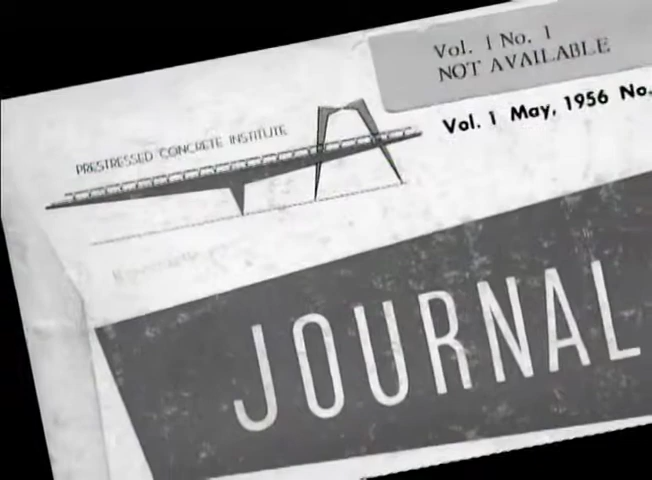 Vol. 1 No. 1
NOT AVAILABLE
Vol. 1 May, 1956 No.
PRESTRESSED CONCRETE INSTITUTE
JOURNAL